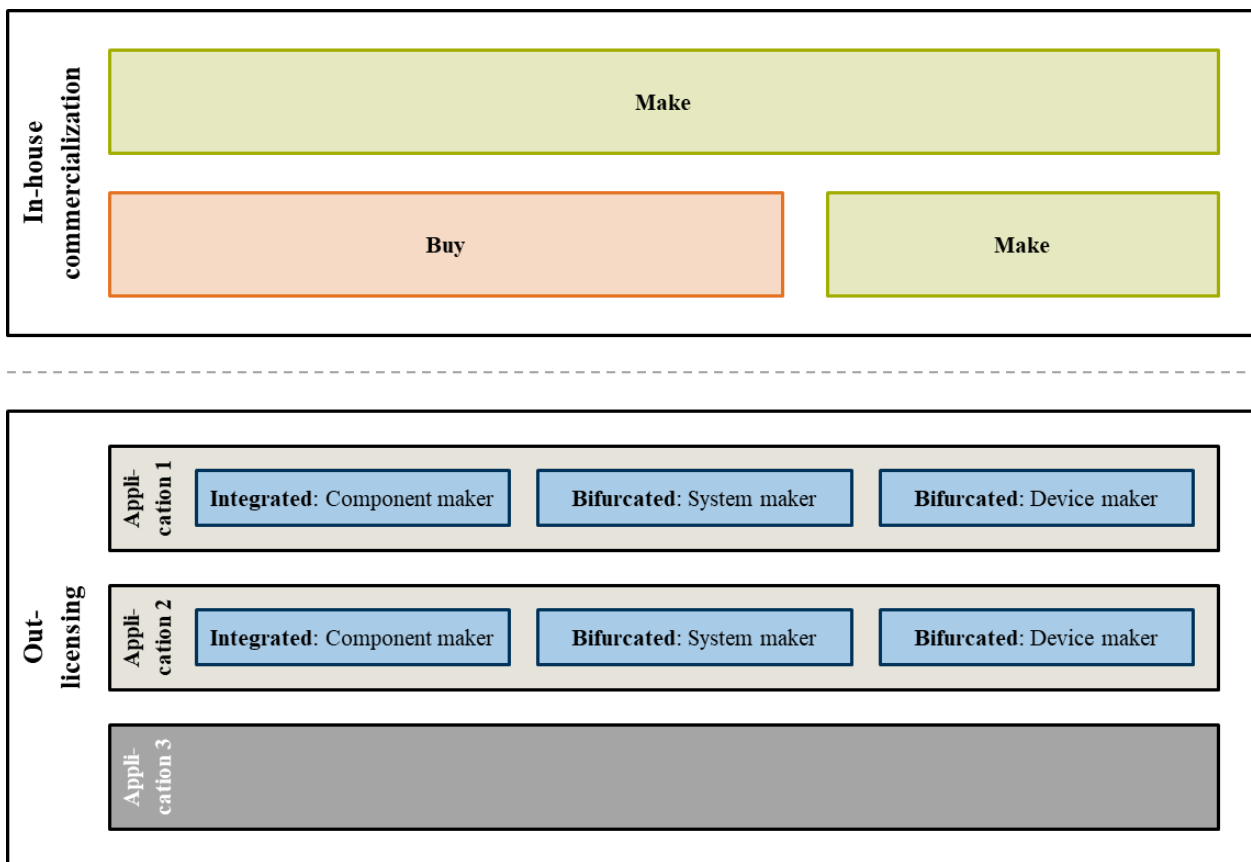 In-house
commercialization
Make
Buy
Make
Out-
licensing
Appli-
cation 1
Integrated: Component maker
Bifurcated: System maker
Bifurcated: Device maker
Appli-
cation 2
Integrated: Component maker
Bifurcated: System maker
Bifurcated: Device maker
Appli-
cation 3